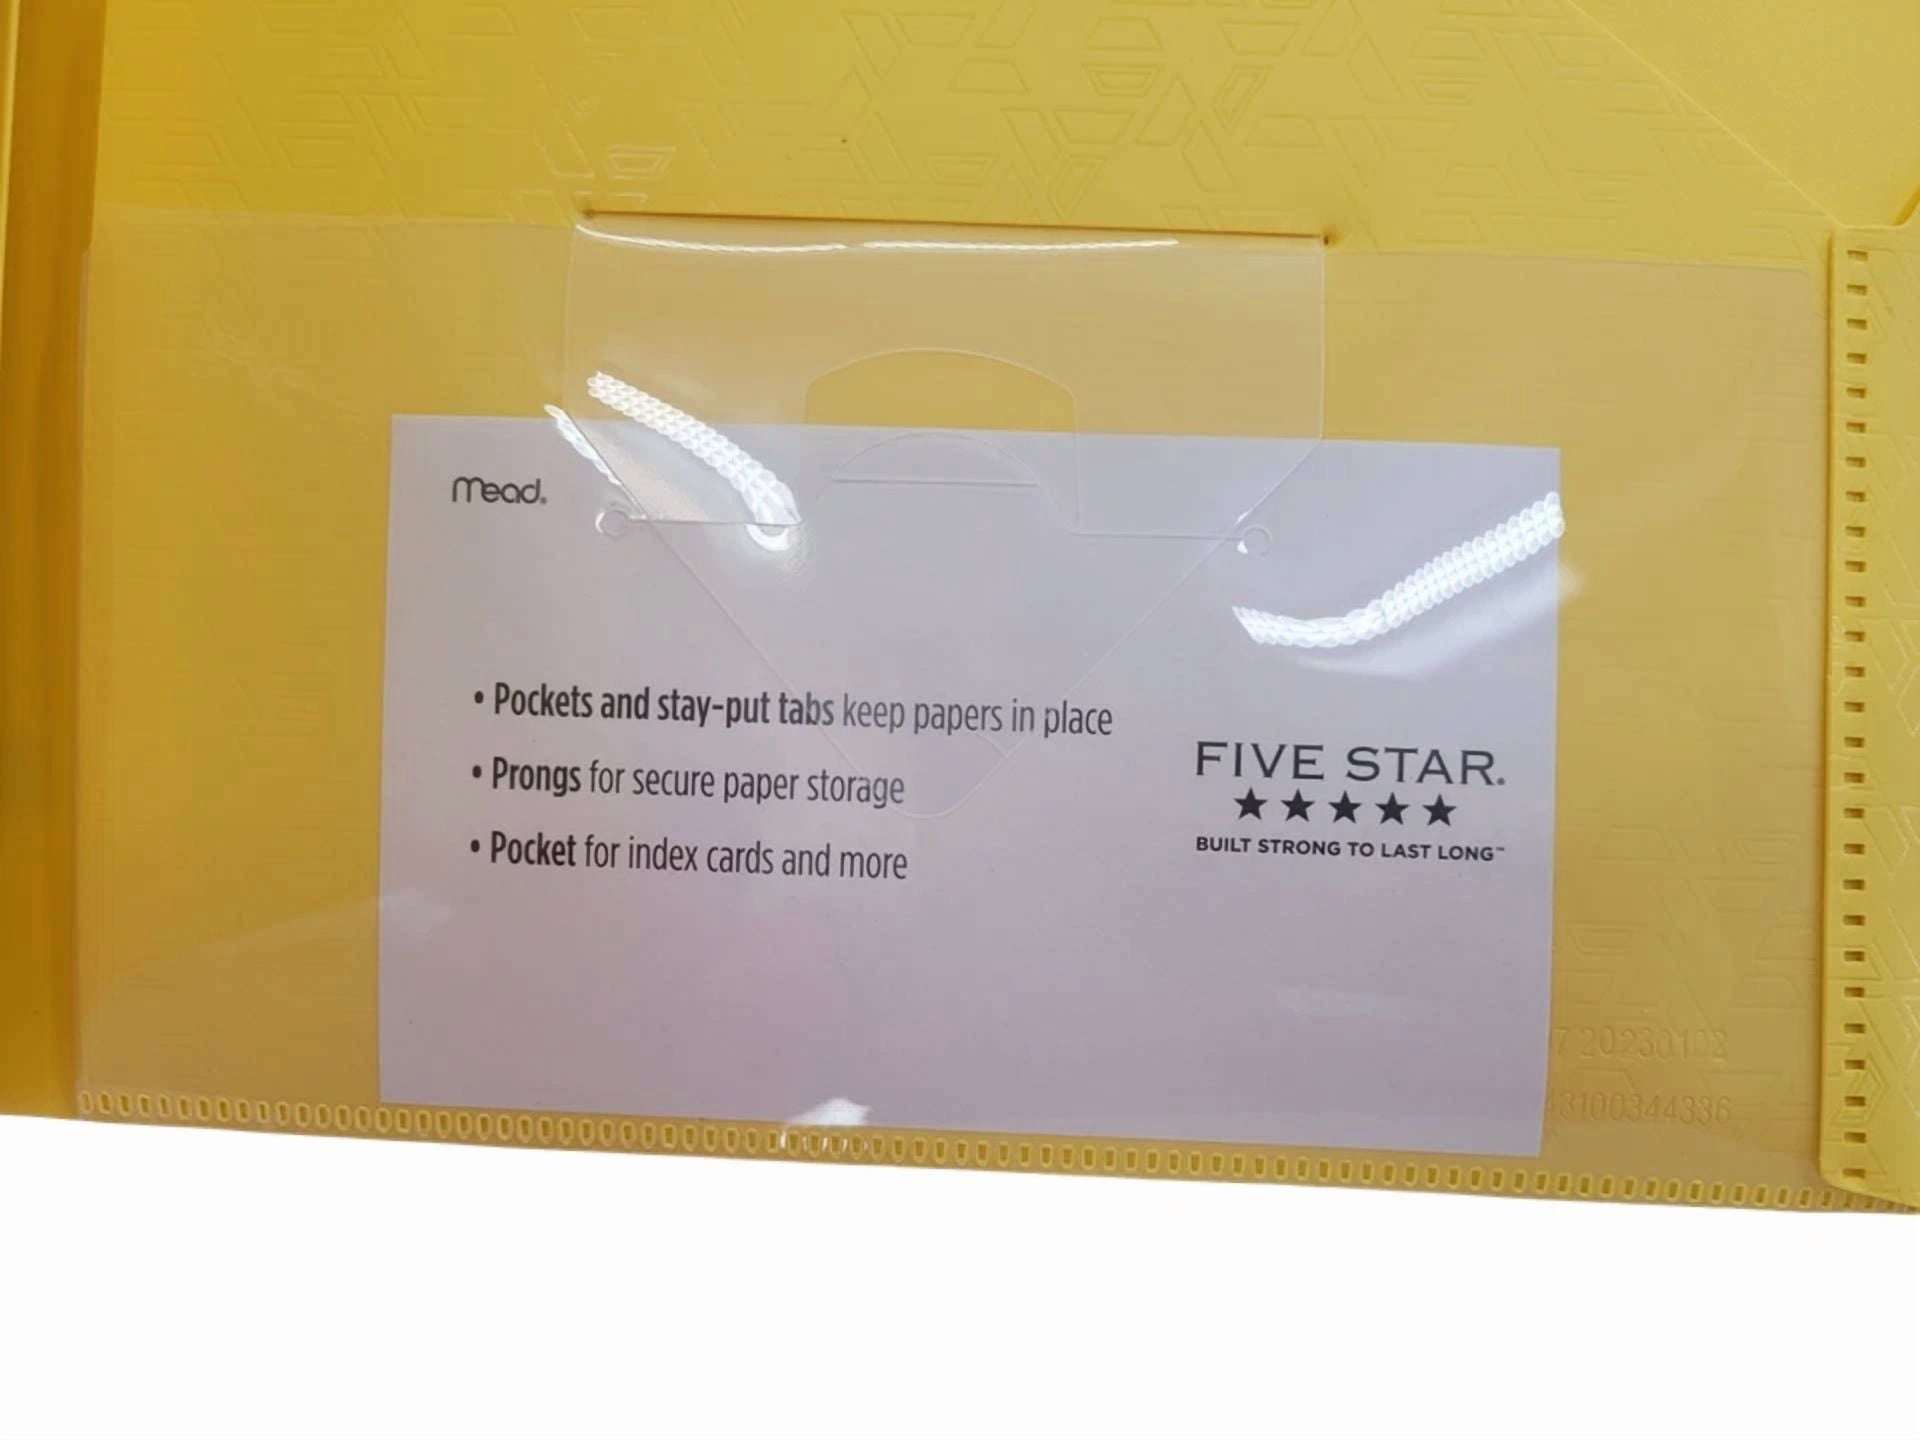 mead®
• Pockets and stay-put tabs keep papers in place
• Prongs for secure paper storage
• Pocket for index cards and more
FIVE STAR®
★★★★★
BUILT STRONG TO LAST LONG™